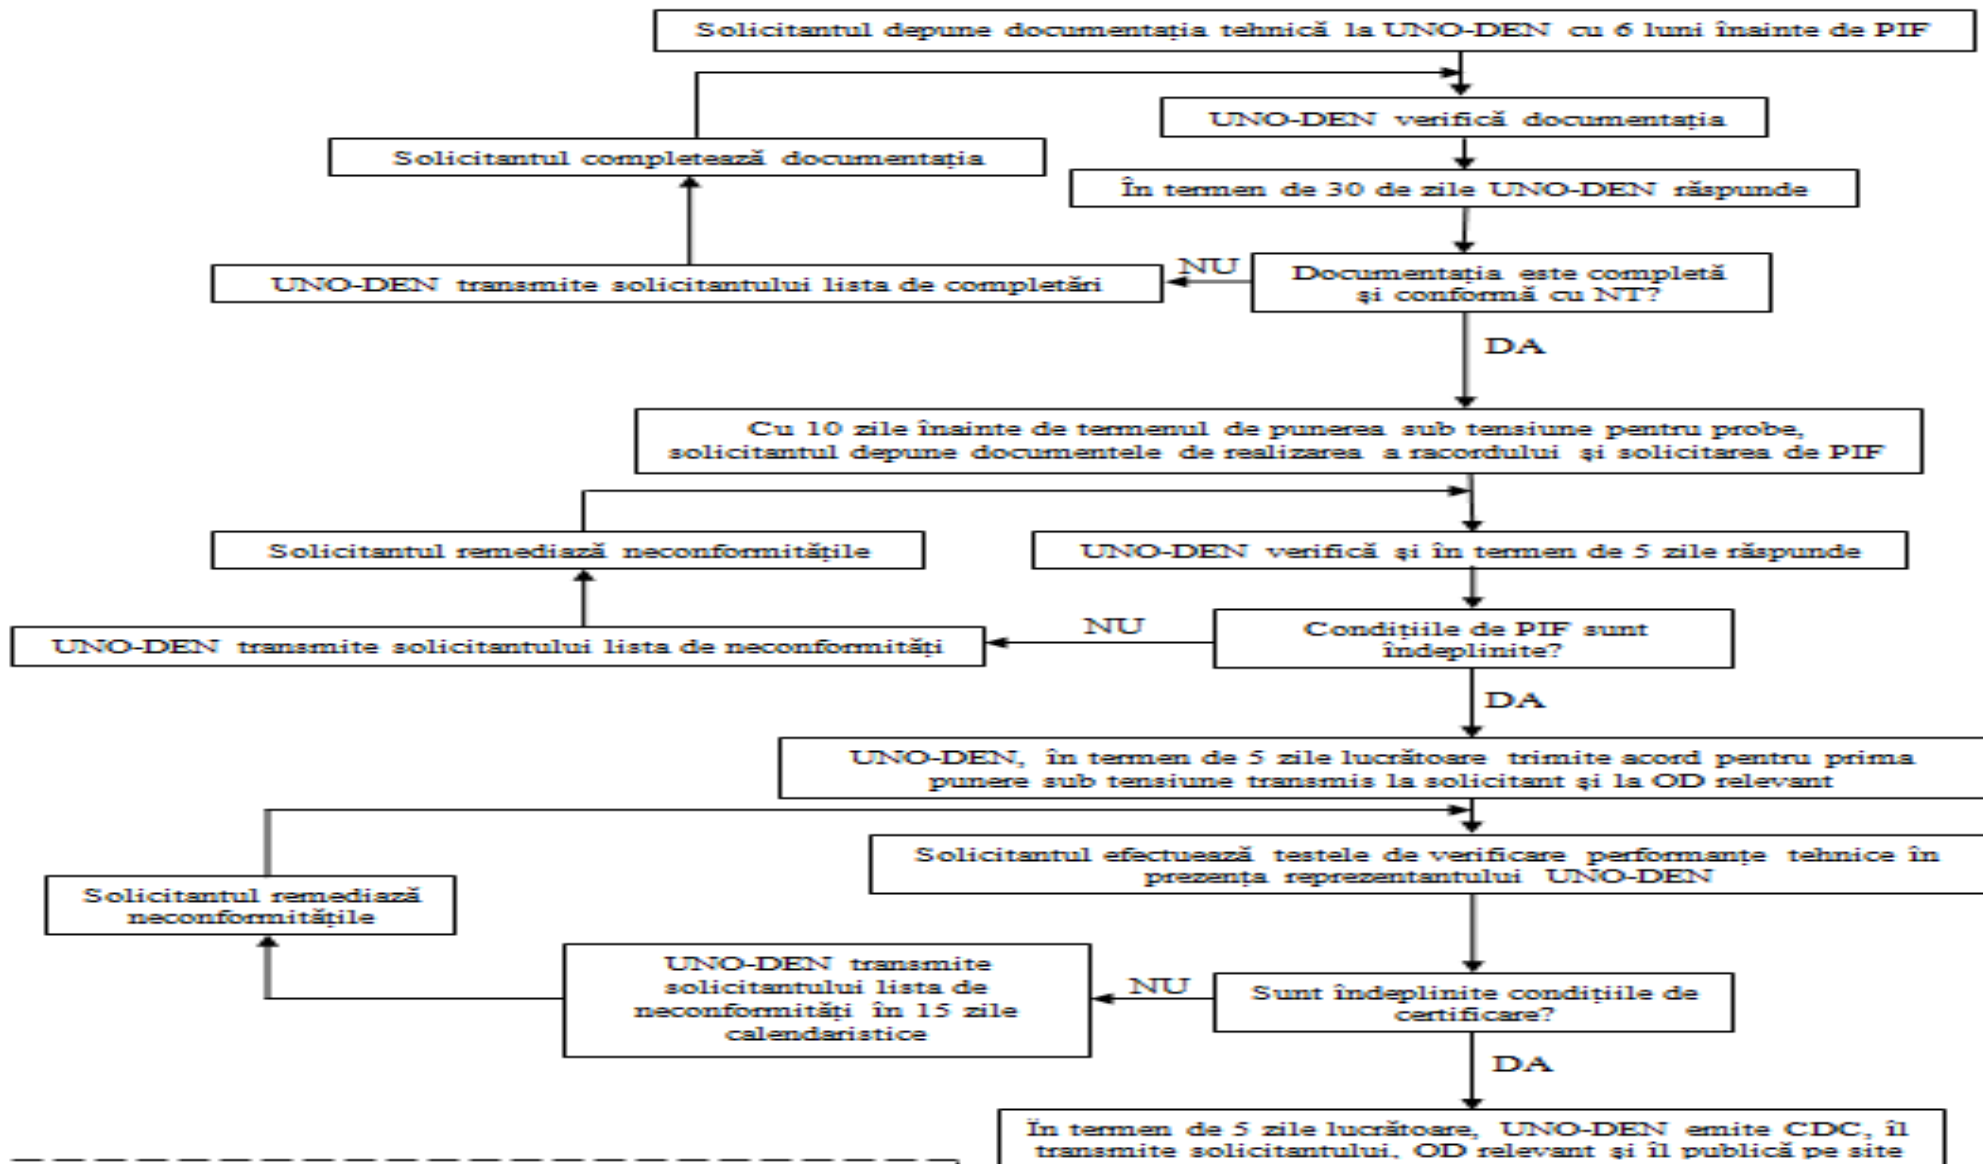 Solicitantul depune documentația tehnică la UNO-DEN cu 6 luni înainte de PIF
UNO-DEN verifică documentația
Solicitantul completează documentația
În termen de 30 de zile UNO-DEN răspunde
UNO-DEN transmite solicitantului lista de completări
NU
Documentația este completă
și conformă cu NT?
DA
Cu 10 zile înainte de termenul de punerea sub tensiune pentru probe,
solicitantul depune documentele de realizarea a racordului și solicitarea de PIF
Solicitantul remediază neconformitățile
UNO-DEN verifică și în termen de 5 zile răspunde
UNO-DEN transmite solicitantului lista de neconformități
NU
Condițiile de PIF sunt
îndeplinite?
DA
UNO-DEN, în termen de 5 zile lucrătoare trimite acord pentru prima
punere sub tensiune transmis la solicitant și la OD relevant
Solicitantul efectuează testele de verificare performanțe tehnice în
prezența reprezentantului UNO-DEN
Solicitantul remediază
neconformitățile
UNO-DEN transmite
solicitantului lista de
neconformități în 15 zile
calendaristice
NU
Sunt îndeplinite condițiile de
certificare?
DA
În termen de 5 zile lucrătoare, UNO-DEN emite CDC, îl
transmite solicitantului, OD relevant și îl publică pe site